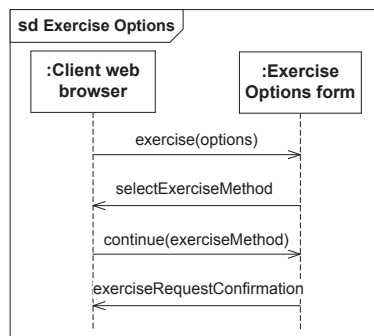 sd Exercise Options
:Client web
browser
:Exercise
Options form
exercise(options)
selectExerciseMethod
continue(exerciseMethod)
exerciseRequestConfirmation